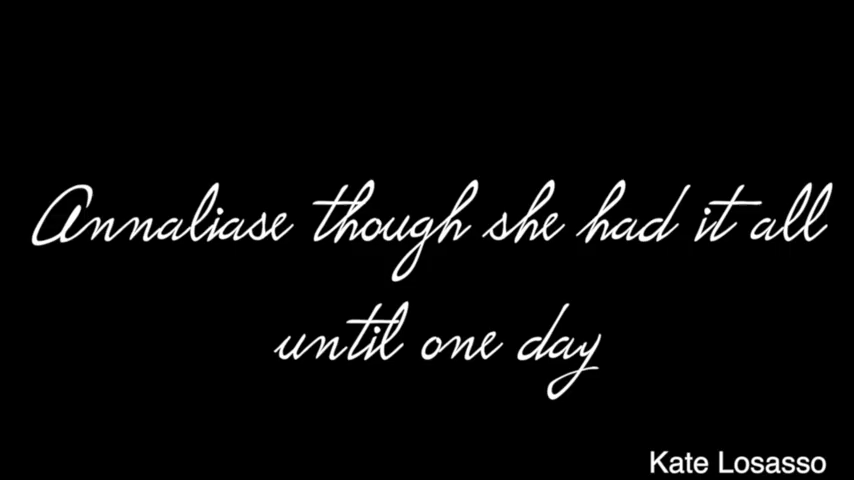 Annaliase though she had it all
until one day
Kate Losasso